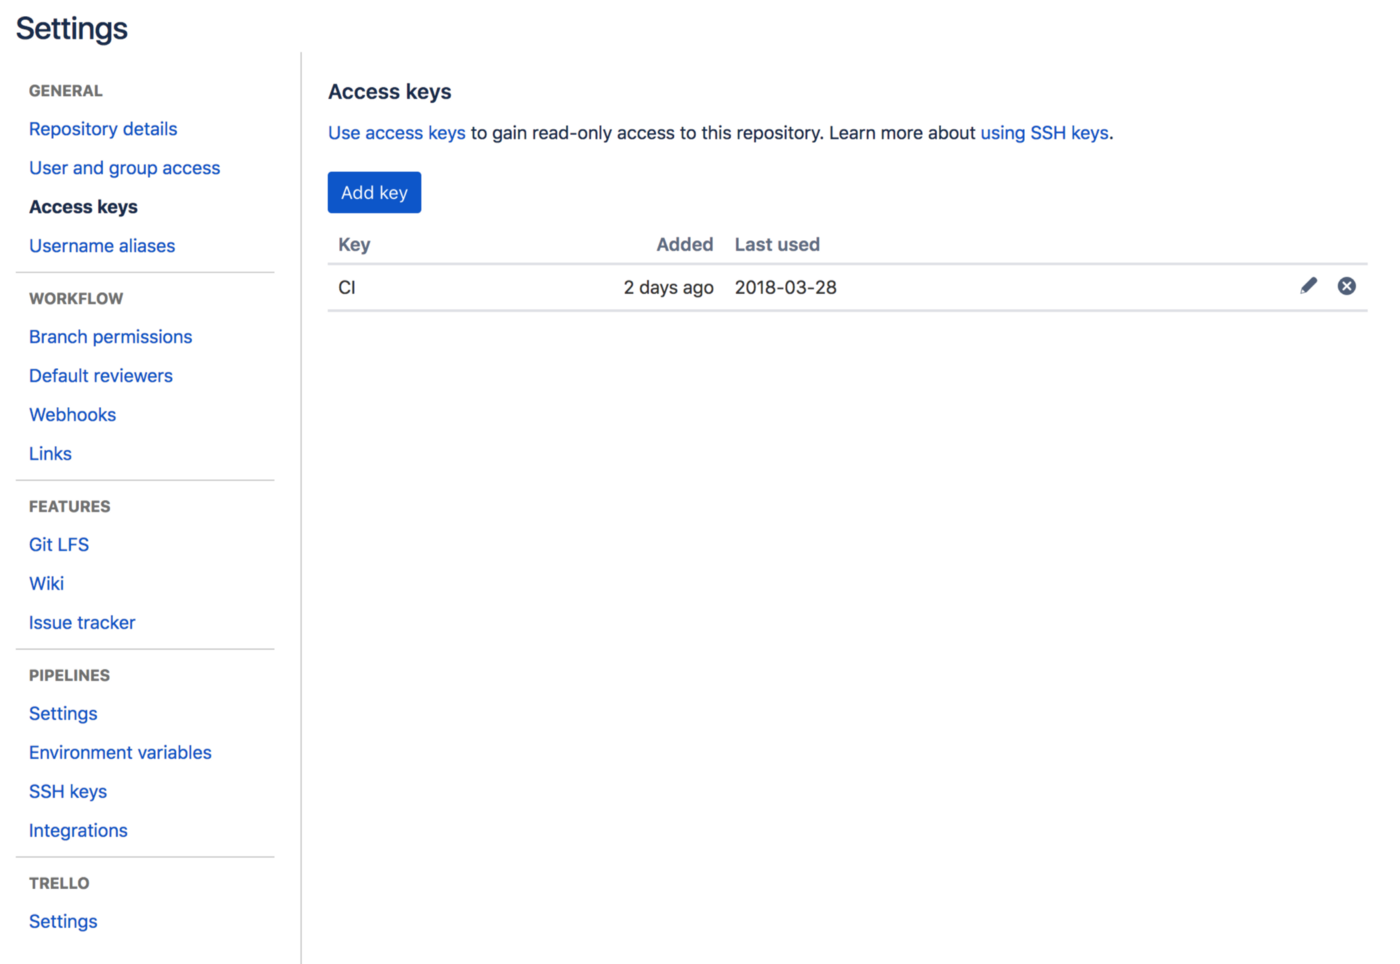 Settings
GENERAL
Repository details
User and group access
Access keys
Username aliases
WORKFLOW
Branch permissions
Default reviewers
Webhooks
Links
FEATURES
Git LFS
Wiki
Issue tracker
PIPELINES
Settings
Environment variables
SSH keys
Integrations
TRELLO
Settings
Access keys
Use access keys to gain read-only access to this repository. Learn more about using SSH keys.
Add key
Key Added Last used
CI 2 days ago 2018-03-28